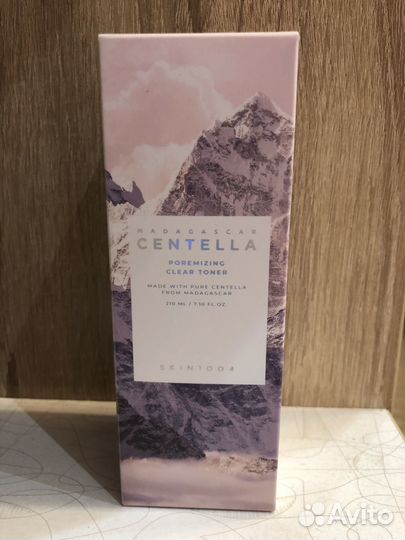 MADAGASCAR
CENTELLA
POREMIZING
CLEAR TONER
MADE WITH PURE CENTELLA
FROM MADAGASCAR
210 ML / 7.10 FL.OZ.
SKIN1004
Avito